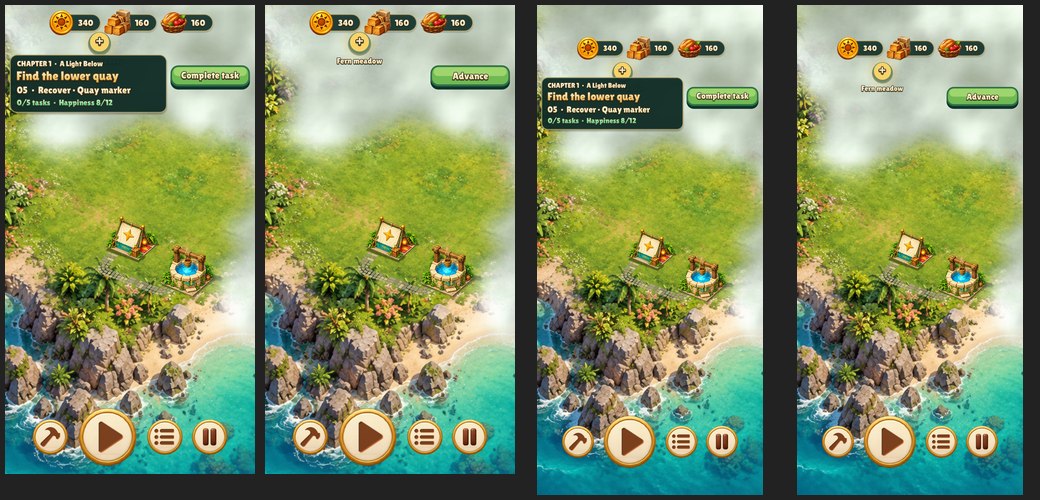 340 160 160
CHAPTER 1 · A Light Below
Find the lower quay
05 · Recover · Quay marker
0/5 tasks · Happiness 8/12
Complete task
340 160 160
Fern meadow
Advance
340 160 160
CHAPTER 1 · A Light Below
Find the lower quay
05 · Recover · Quay marker
0/5 tasks · Happiness 8/12
Complete task
340 160 160
Fern meadow
Advance